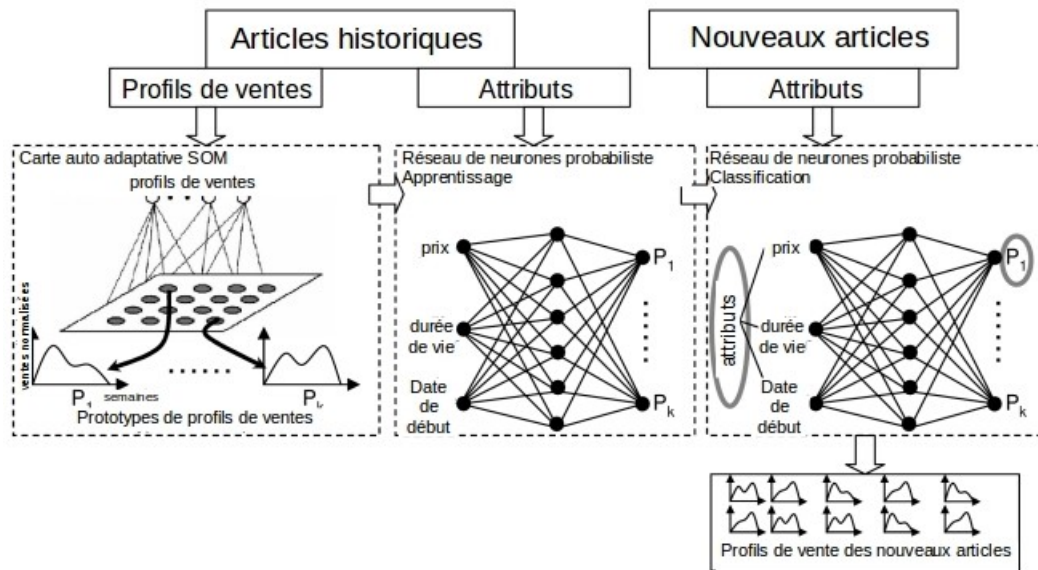 Articles historiques
Nouveaux articles
Profils de ventes
Attributs
Attributs
Carte auto adaptative SOM
profils de ventes
ventes normalisées
P1
semaines
Pk
Prototypes de profils de ventes
Réseau de neurones probabiliste
Apprentissage
prix
durée
de vie
Date
de
début
P1
Pk
Réseau de neurones probabiliste
Classification
attributs
prix
durée
de vie
Date
de
début
P1
Pk
Profils de vente des nouveaux articles